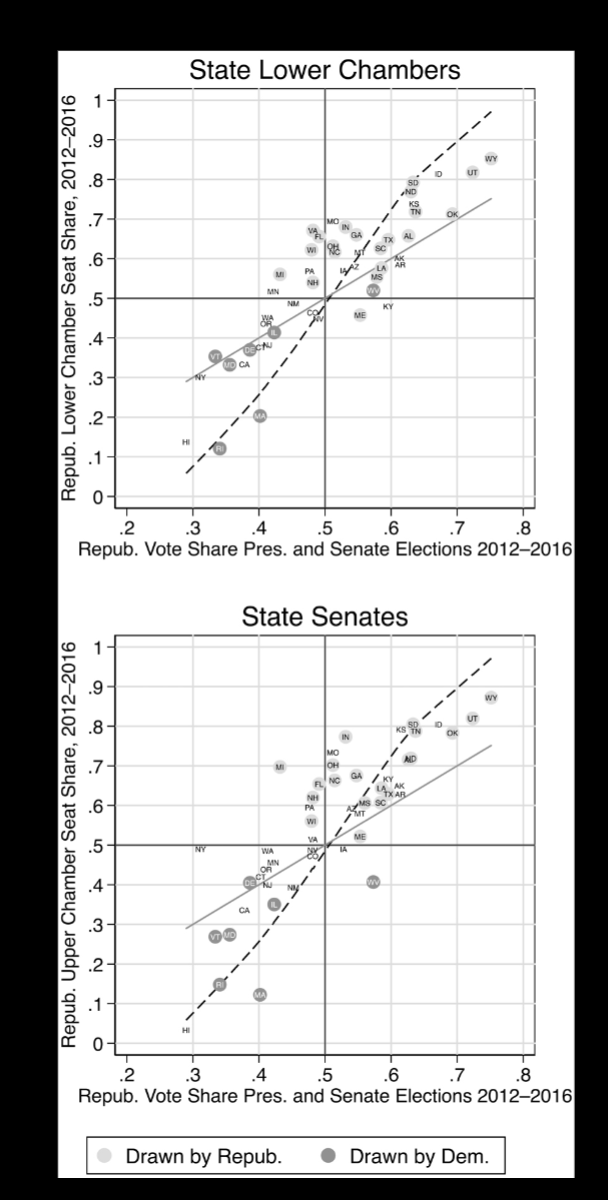 State Lower Chambers
Repub. Lower Chamber Seat Share, 2012–2016
1
.9
.8
.7
.6
.5
.4
.3
.2
.1
0
WY
ID
UT
SD
ND
KS
TN
OK
MO
IN
VA
FL
GA
AL
TX
WI
OH
NC
MT
SC
AK
AR
PA
IA
AZ
LA
MI
NH
MS
MN
WV
NM
KY
CO
ME
WA
NV
OR
IL
NJ
CT
DE
VT
MD
CA
NY
MA
HI
RI
.2 .3 .4 .5 .6 .7 .8
Repub. Vote Share Pres. and Senate Elections 2012–2016
State Senates
Repub. Upper Chamber Seat Share, 2012–2016
1
.9
.8
.7
.6
.5
.4
.3
.2
.1
0
WY
UT
SD
ID
KS
TN
OK
IN
MO
OH
MI
NC
GA
FL
KY
AK
LA
TX
AR
NH
PA
AZ
MS
SC
MT
WI
ME
VA
NY
WA
NV
IA
CO
MN
OR
CT
DE
NJ
NM
WV
CA
IL
VT
MD
RI
MA
HI
.2 .3 .4 .5 .6 .7 .8
Repub. Vote Share Pres. and Senate Elections 2012–2016
Drawn by Repub. Drawn by Dem.